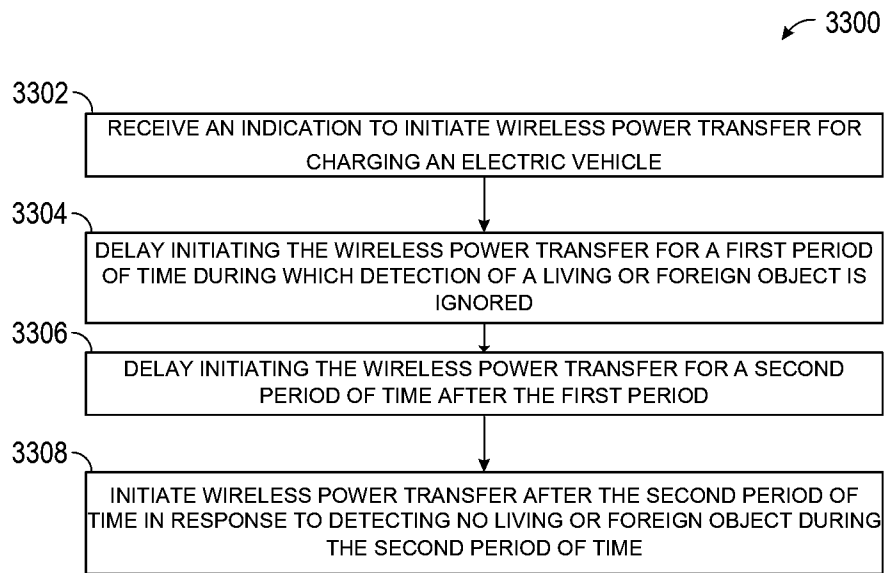 3300
3302
RECEIVE AN INDICATION TO INITIATE WIRELESS POWER TRANSFER FOR
CHARGING AN ELECTRIC VEHICLE
3304
DELAY INITIATING THE WIRELESS POWER TRANSFER FOR A FIRST PERIOD
OF TIME DURING WHICH DETECTION OF A LIVING OR FOREIGN OBJECT IS
IGNORED
3306
DELAY INITIATING THE WIRELESS POWER TRANSFER FOR A SECOND
PERIOD OF TIME AFTER THE FIRST PERIOD
3308
INITIATE WIRELESS POWER TRANSFER AFTER THE SECOND PERIOD OF
TIME IN RESPONSE TO DETECTING NO LIVING OR FOREIGN OBJECT DURING
THE SECOND PERIOD OF TIME